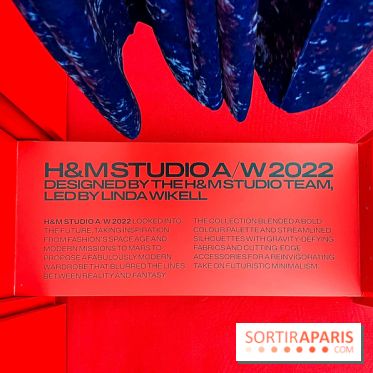 H&M STUDIO A/W 2022
DESIGNED BY THE H&M STUDIO TEAM,
LED BY LINDA WIKELL
H&M STUDIO A/W 2022 LOOKED INTO
THE FUTURE, TAKING INSPIRATION
FROM FASHION'S SPACE AGE AND
MODERN MISSIONS TO MARS TO
PROPOSE A FABULOUSLY MODERN
WARDROBE THAT BLURRED THE LINES
BETWEEN REALITY AND FANTASY.
THE COLLECTION BLENDED A BOLD
COLOUR PALETTE AND STREAMLINED
SILHOUETTES WITH GRAVITY-DEFYING
FABRICS AND CUTTING-EDGE
ACCESSORIES FOR A REINVIGORATING
TAKE ON FUTURISTIC MINIMALISM.
SORTIRAPARIS
.COM